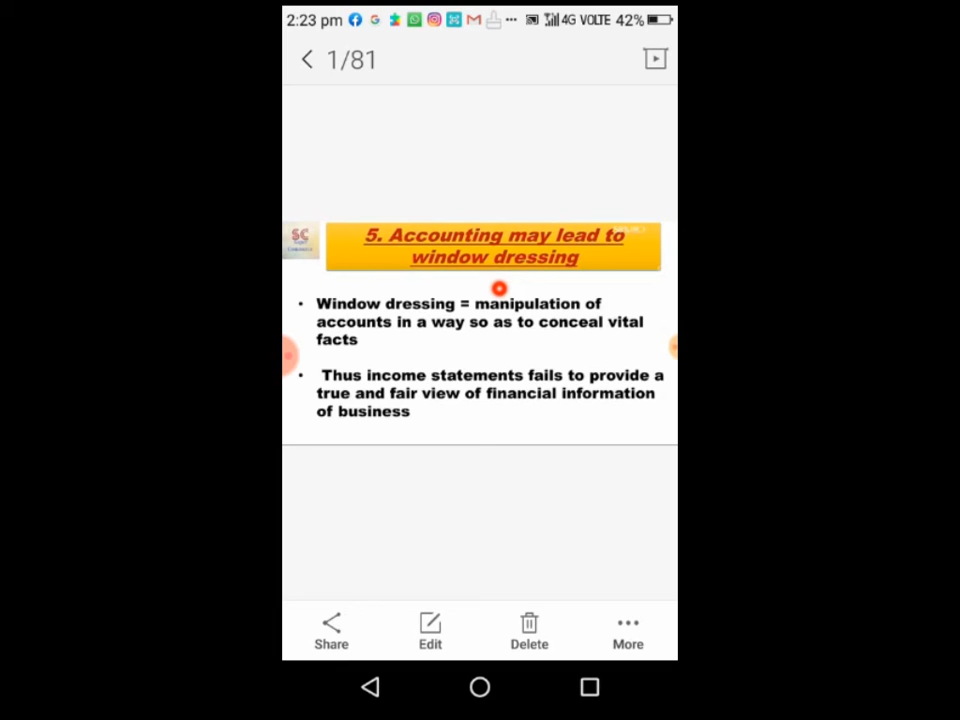 2:23 pm 4G VOLTE 42%
1/81
SC
5. Accounting may lead to
window dressing
• Window dressing = manipulation of
accounts in a way so as to conceal vital
facts
• Thus income statements fails to provide a
true and fair view of financial information
of business
Share Edit Delete More